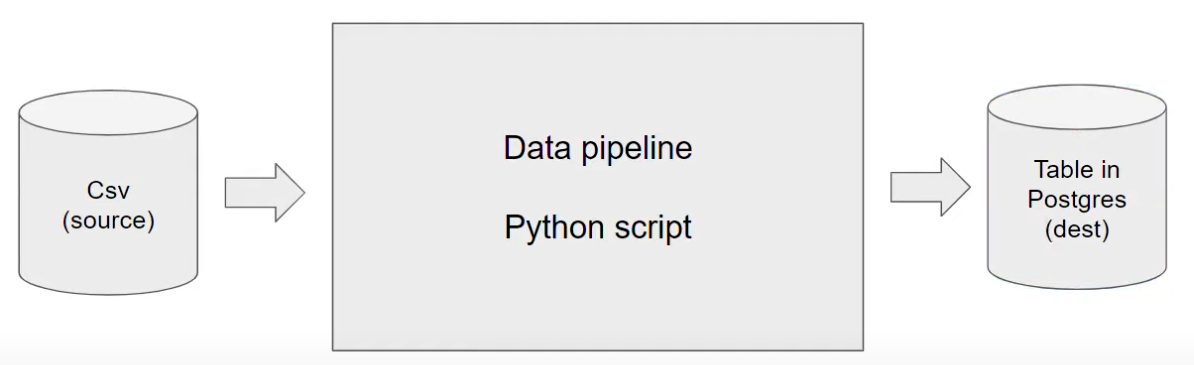 Csv
(source)
Data pipeline
Python script
Table in
Postgres
(dest)